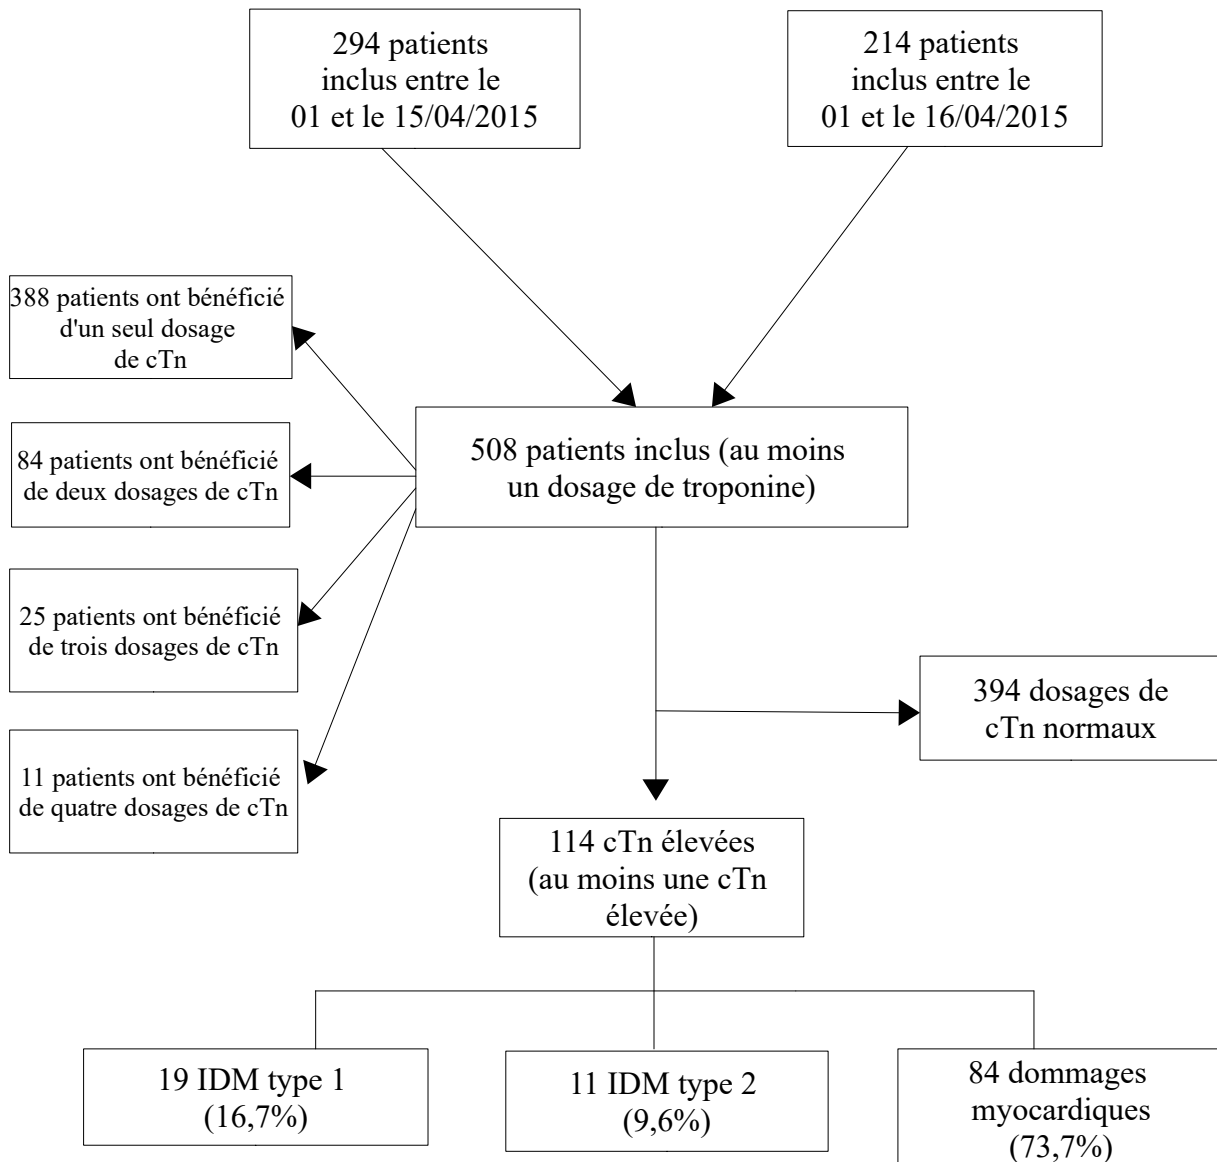 294 patients
inclus entre le
01 et le 15/04/2015
214 patients
inclus entre le
01 et le 16/04/2015
388 patients ont bénéficié
d'un seul dosage
de cTn
84 patients ont bénéficié
de deux dosages de cTn
25 patients ont bénéficié
de trois dosages de cTn
11 patients ont bénéficié
de quatre dosages de cTn
508 patients inclus (au moins
un dosage de troponine)
394 dosages de
cTn normaux
114 cTn élevées
(au moins une cTn
élevée)
19 IDM type 1
(16,7%)
11 IDM type 2
(9,6%)
84 dommages
myocardiques
(73,7%)